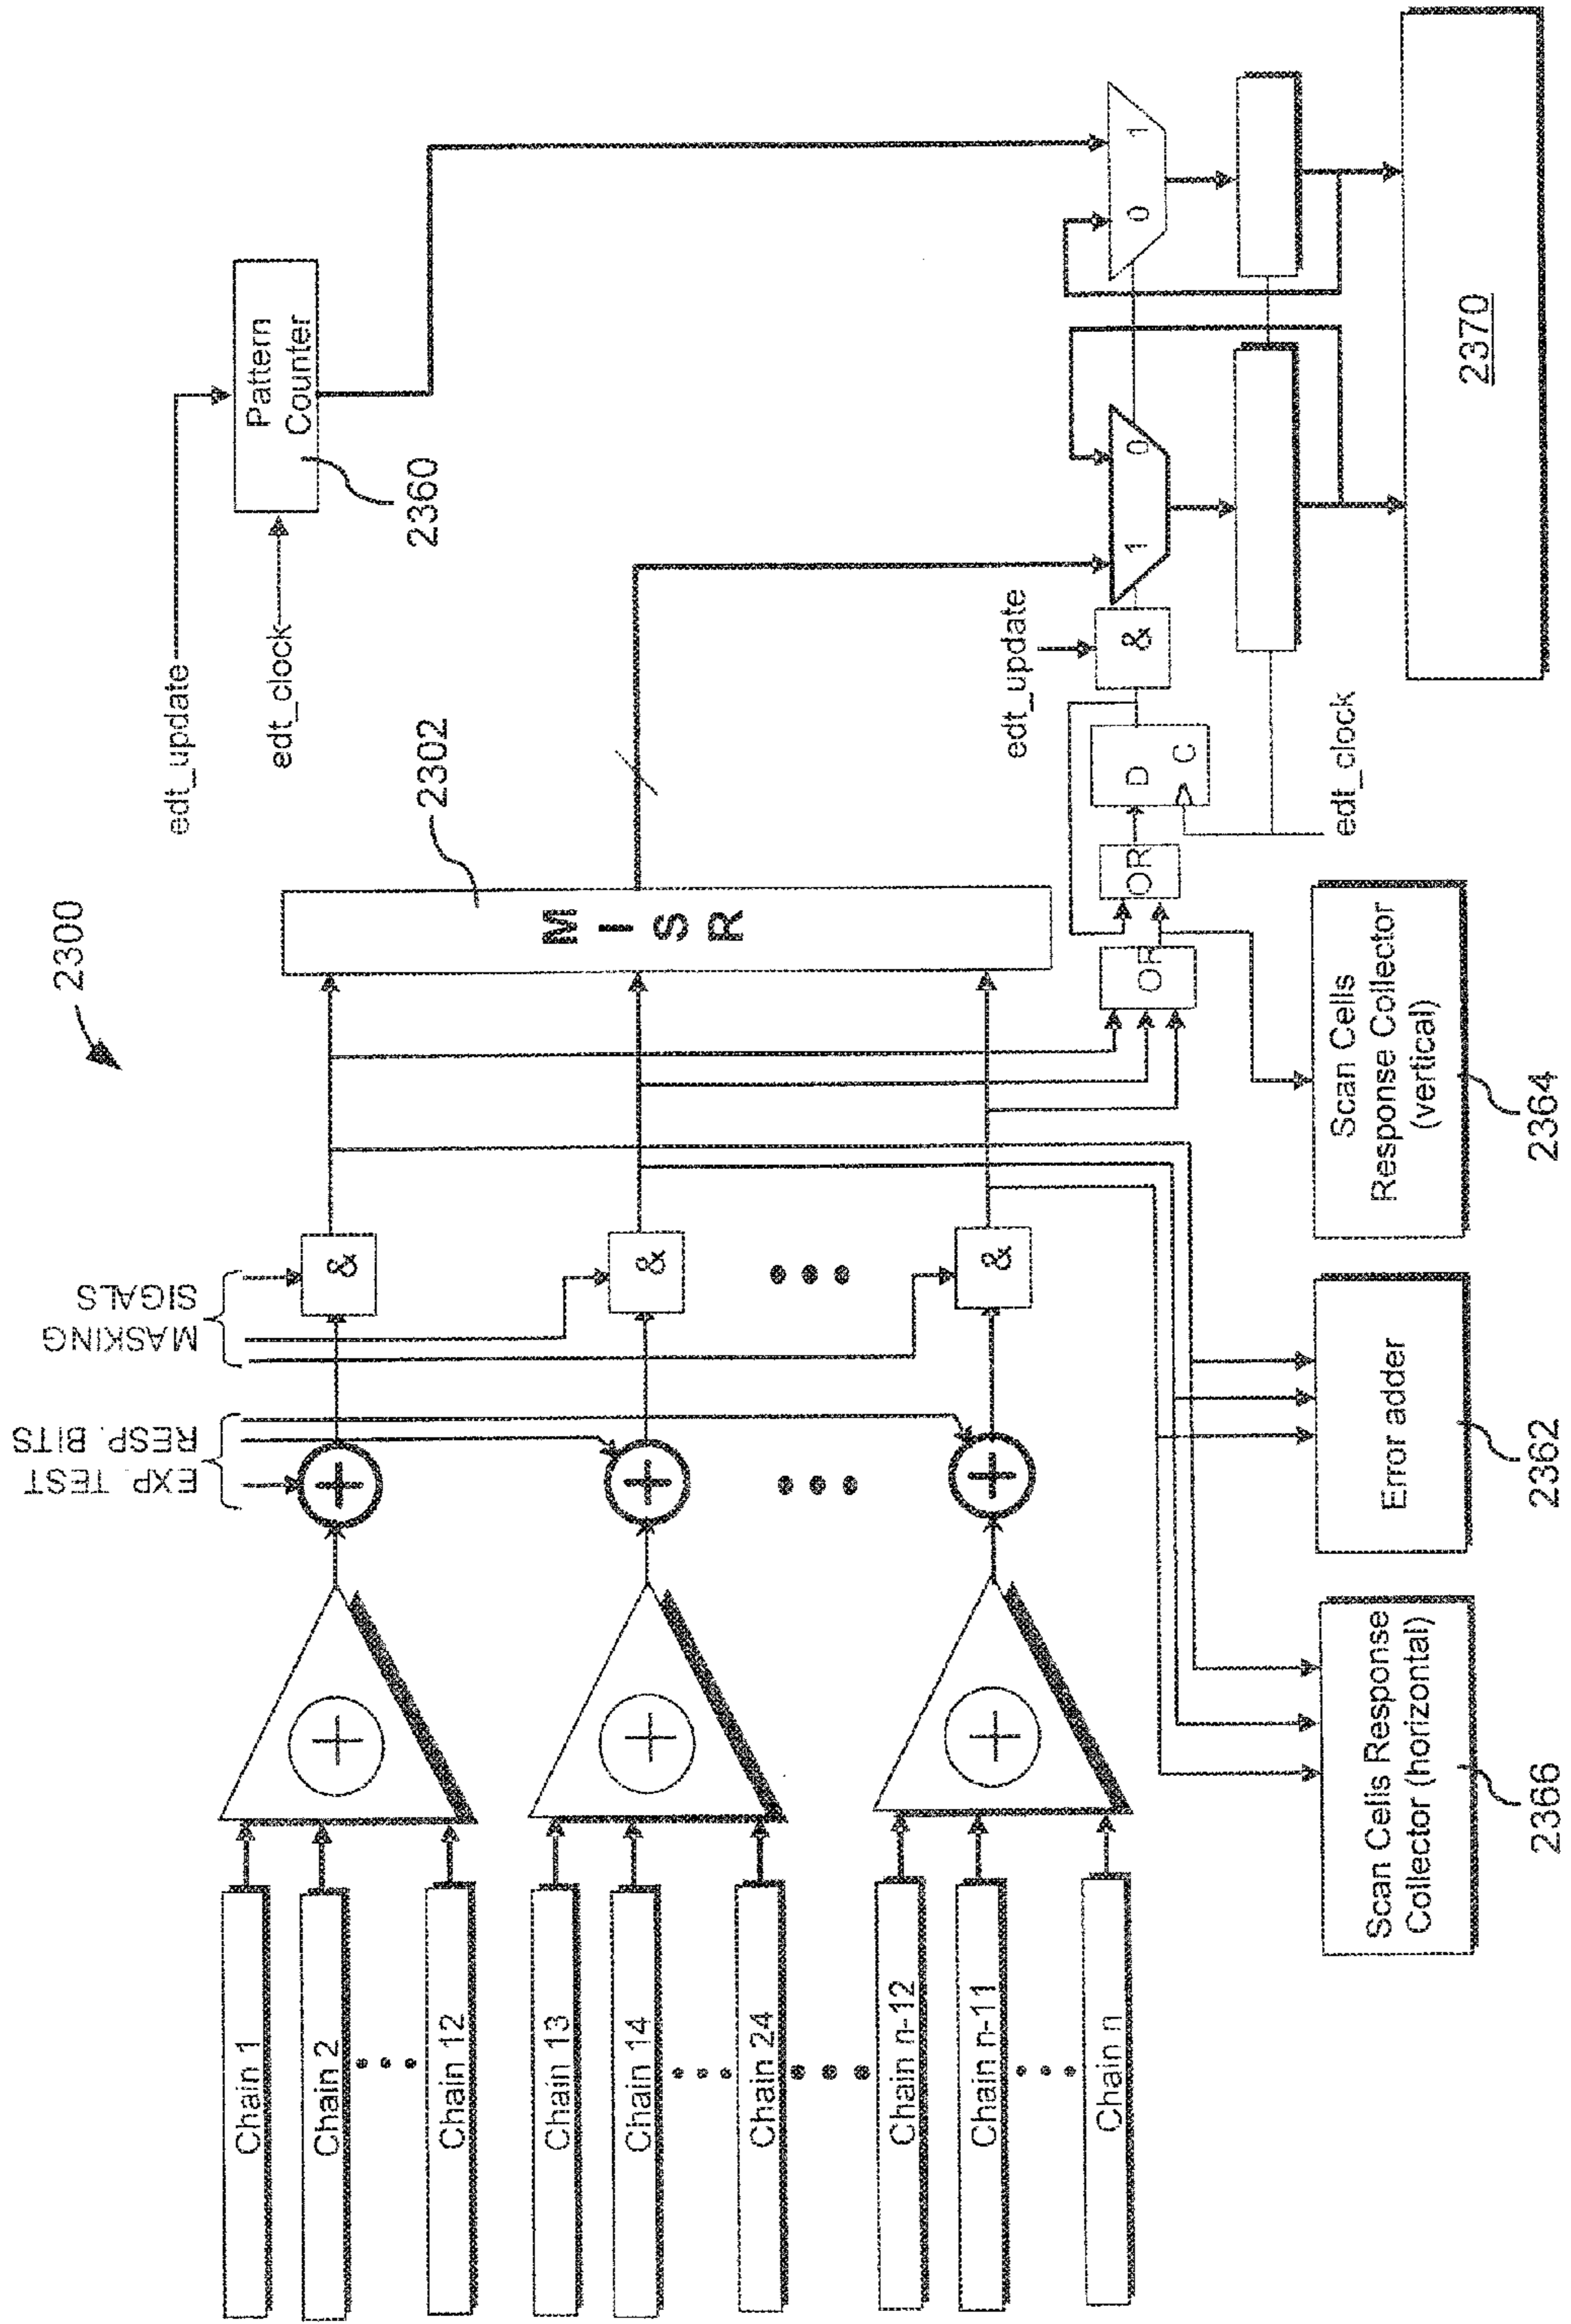 2300
edt_update
edt_clock
Pattern
Counter
2360
EXP. TEST
RESP. BITS
MASKING
SIGALS
2302
M
I
S
R
Chain 1
Chain 2
Chain 12
Chain 13
Chain 14
Chain 24
Chain n-12
Chain n-11
Chain n
+
+
+
+
+
+
&
&
&
OR
OR
D
C
edt_update
&
edt_clock
1
0
0
1
Scan Cells Response
Collector (horizontal)
2366
Error adder
2362
Scan Cells
Response Collector
(vertical)
2364
2370